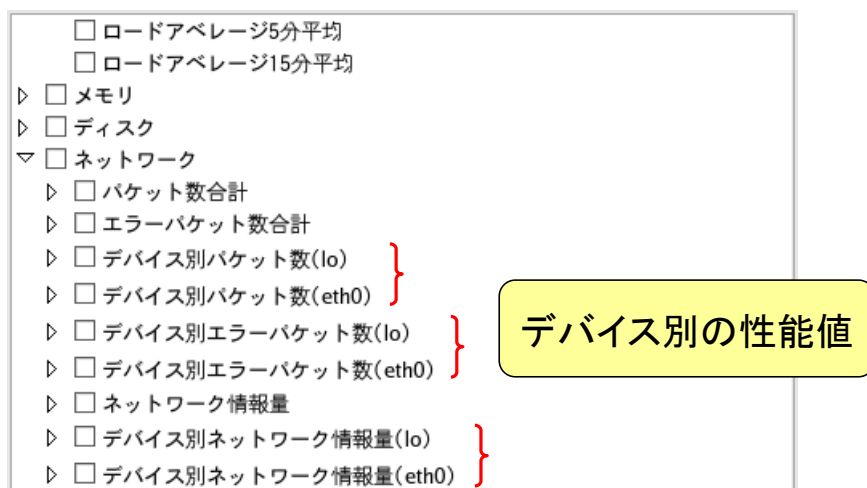 ロードアベレージ5分平均
ロードアベレージ15分平均
メモリ
ディスク
ネットワーク
パケット数合計
エラーパケット数合計
デバイス別パケット数(lo)
デバイス別パケット数(eth0)
デバイス別エラーパケット数(lo)
デバイス別エラーパケット数(eth0)
ネットワーク情報量
デバイス別ネットワーク情報量(lo)
デバイス別ネットワーク情報量(eth0)
デバイス別の性能値